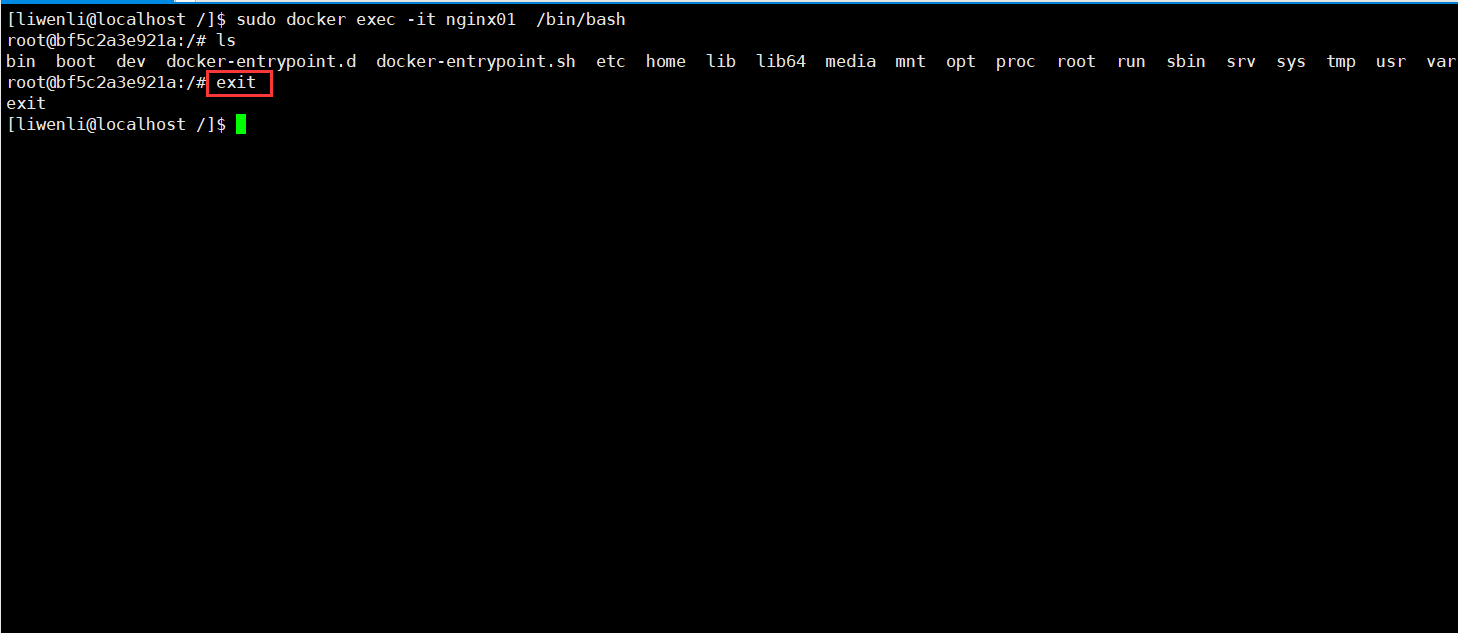 [liwenli@localhost /]$ sudo docker exec -it nginx01  /bin/bash
root@bf5c2a3e921a:/# ls
bin  boot  dev  docker-entrypoint.d  docker-entrypoint.sh  etc  home  lib  lib64  media  mnt  opt  proc  root  run  sbin  srv  sys  tmp  usr  var
root@bf5c2a3e921a:/# exit
exit
[liwenli@localhost /]$